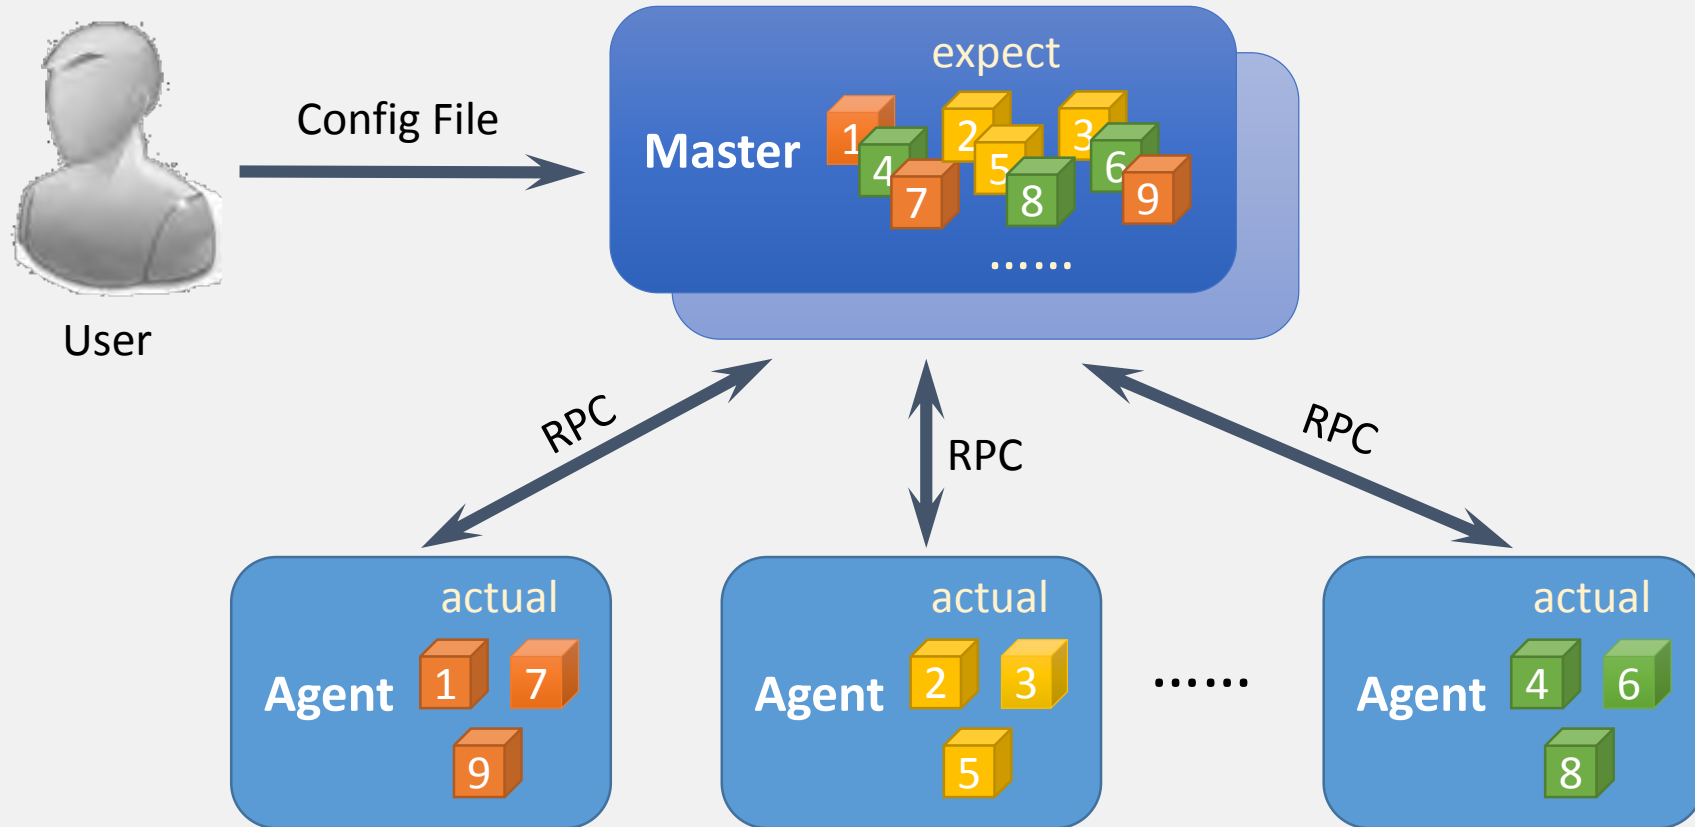 expect
Config File
Master
1 2 3
4 5 6
7 8 9
......
User
RPC
RPC
RPC
actual
Agent
1 7
9
actual
Agent
2 3
5
......
actual
Agent
4 6
8